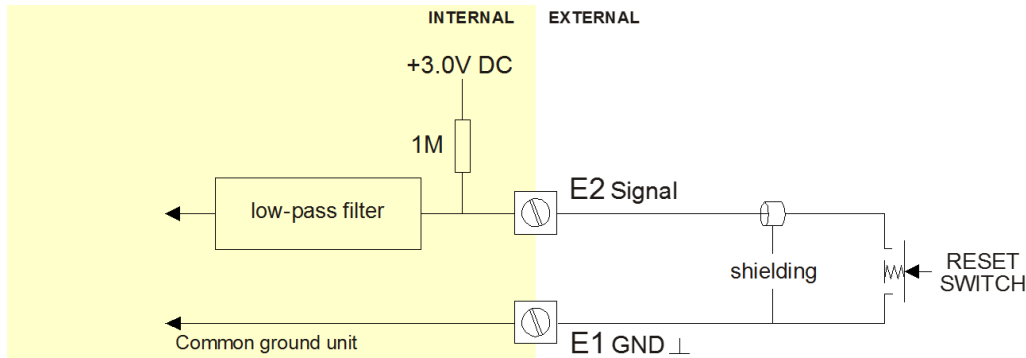 INTERNAL EXTERNAL
+3.0V DC
1M
E2 Signal
low-pass filter
shielding
RESET
SWITCH
Common ground unit
E1 GND ⊥